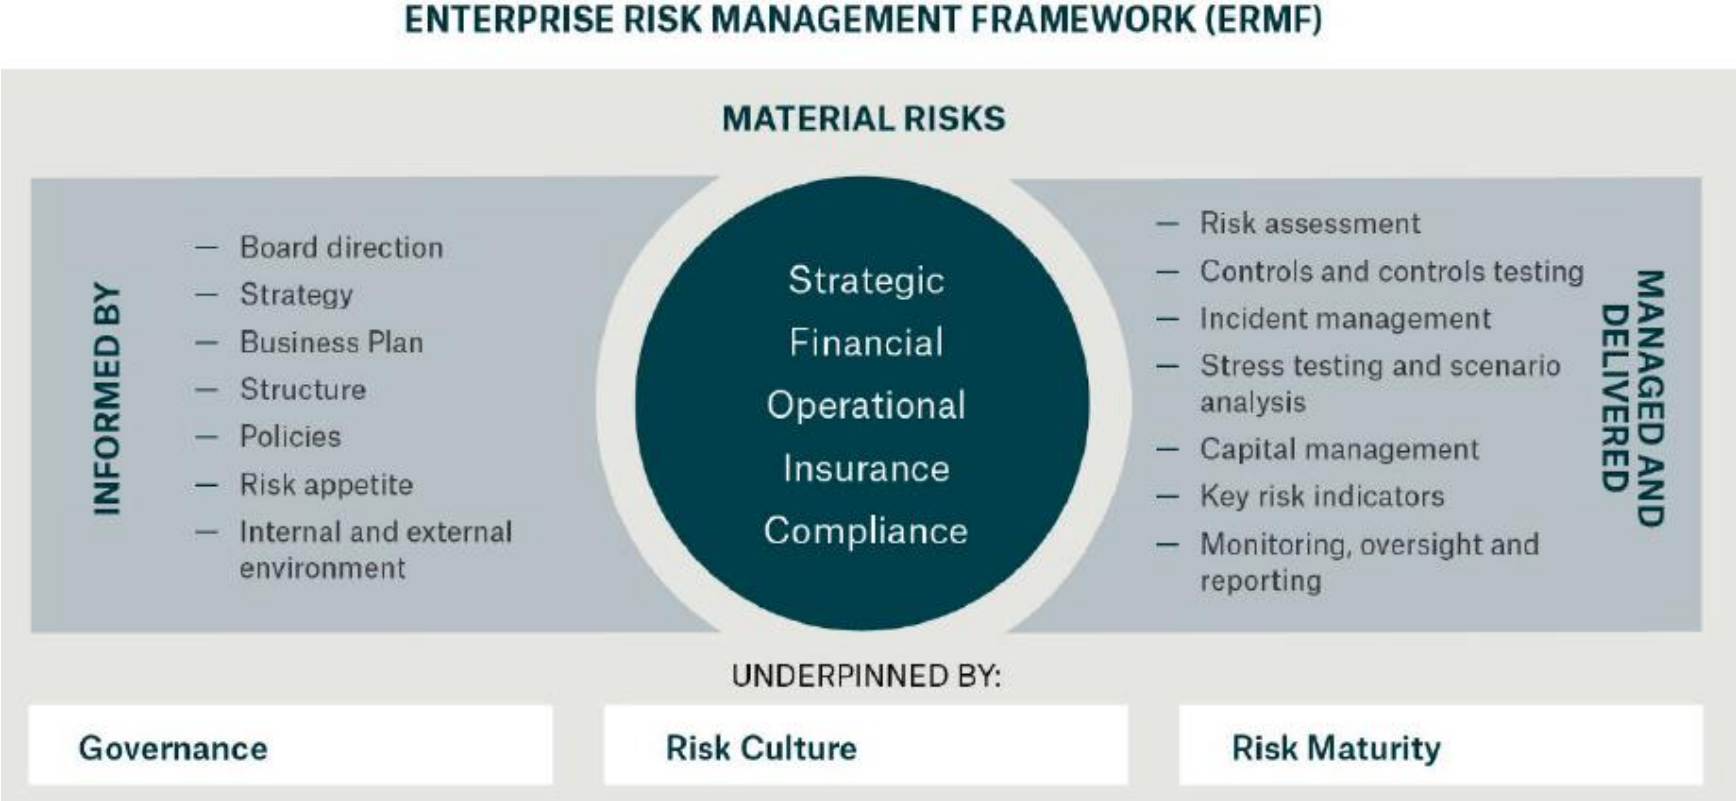 ENTERPRISE RISK MANAGEMENT FRAMEWORK (ERMF)
MATERIAL RISKS
INFORMED BY
— Board direction
— Strategy
— Business Plan
— Structure
— Policies
— Risk appetite
— Internal and external
environment
Strategic
Financial
Operational
Insurance
Compliance
— Risk assessment
— Controls and controls testing
— Incident management
— Stress testing and scenario
analysis
— Capital management
— Key risk indicators
— Monitoring, oversight and
reporting
MANAGED AND
DELIVERED
UNDERPINNED BY:
Governance
Risk Culture
Risk Maturity